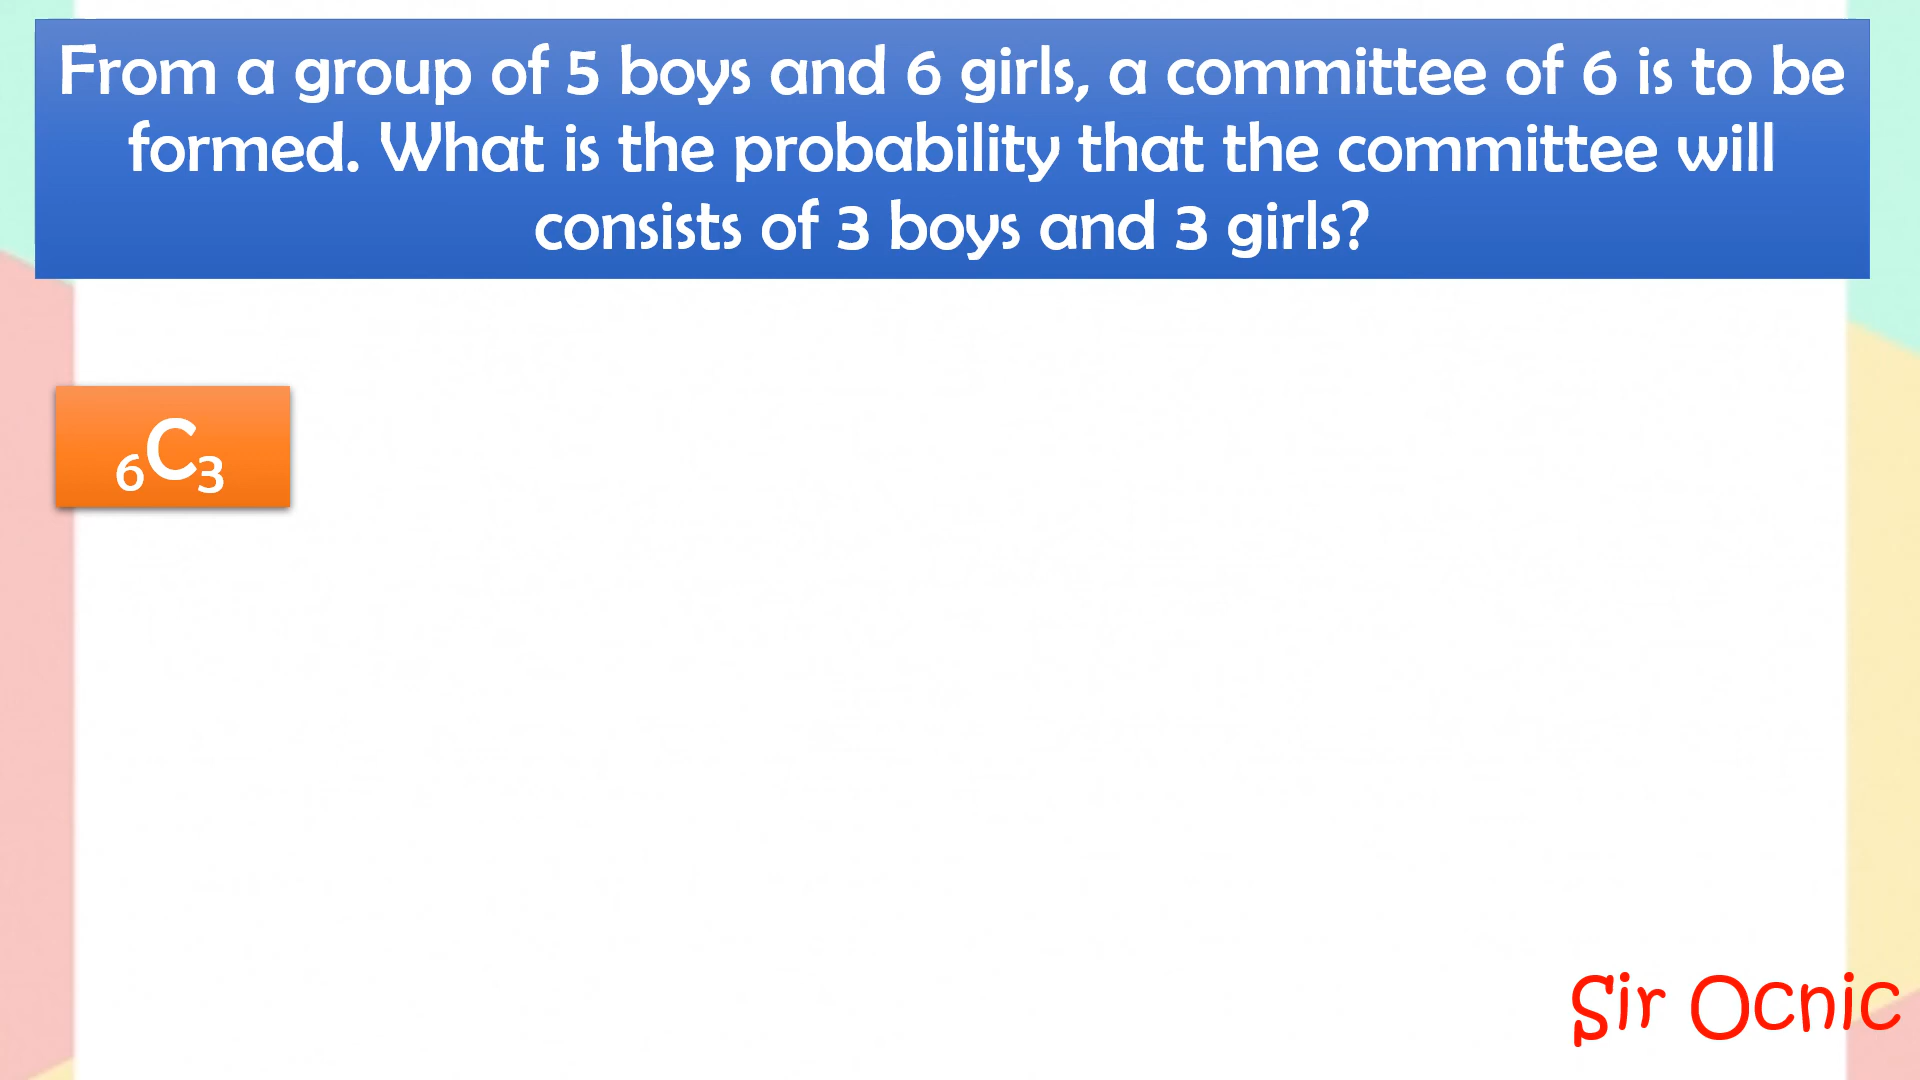 From a group of 5 boys and 6 girls, a committee of 6 is to be
formed. What is the probability that the committee will
consists of 3 boys and 3 girls?
₆C₃
Sir Ocnic